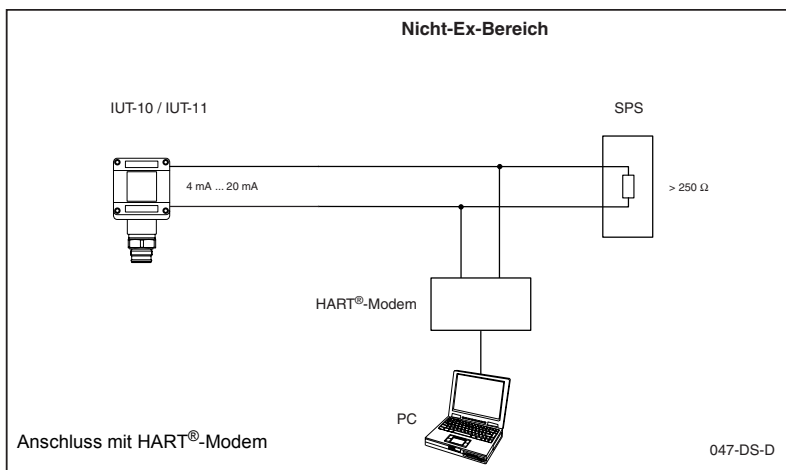 Nicht-Ex-Bereich
IUT-10 / IUT-11
SPS
4 mA ... 20 mA
> 250 Ω
HART®-Modem
PC
Anschluss mit HART®-Modem
047-DS-D